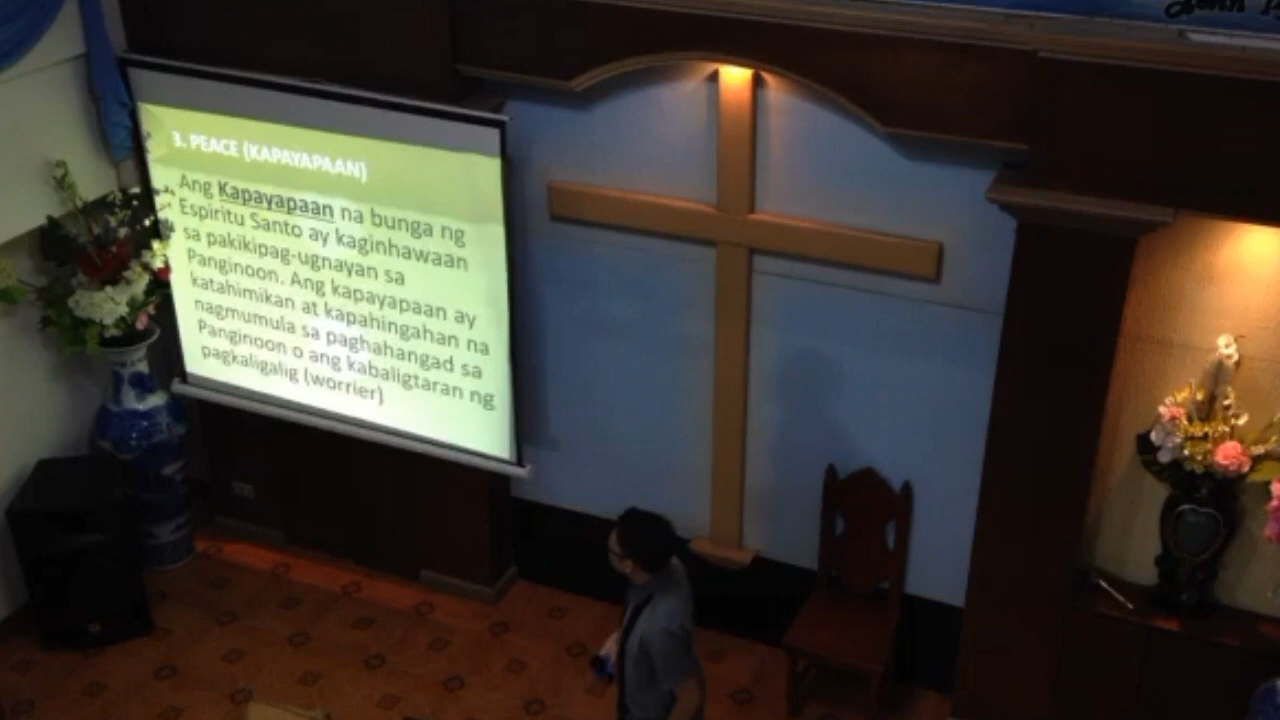 3. PEACE (KAPAYAPAAN)
Ang Kapayapaan na bunga ng
Espiritu Santo ay kaginhawaan
sa pakikipag-ugnayan sa
Panginoon. Ang kapayapaan ay
katahimikan at kapahingahan na
nagmumula sa paghahangad sa
Panginoon o ang kabaligtaran ng
pagkaligalig (worrier)